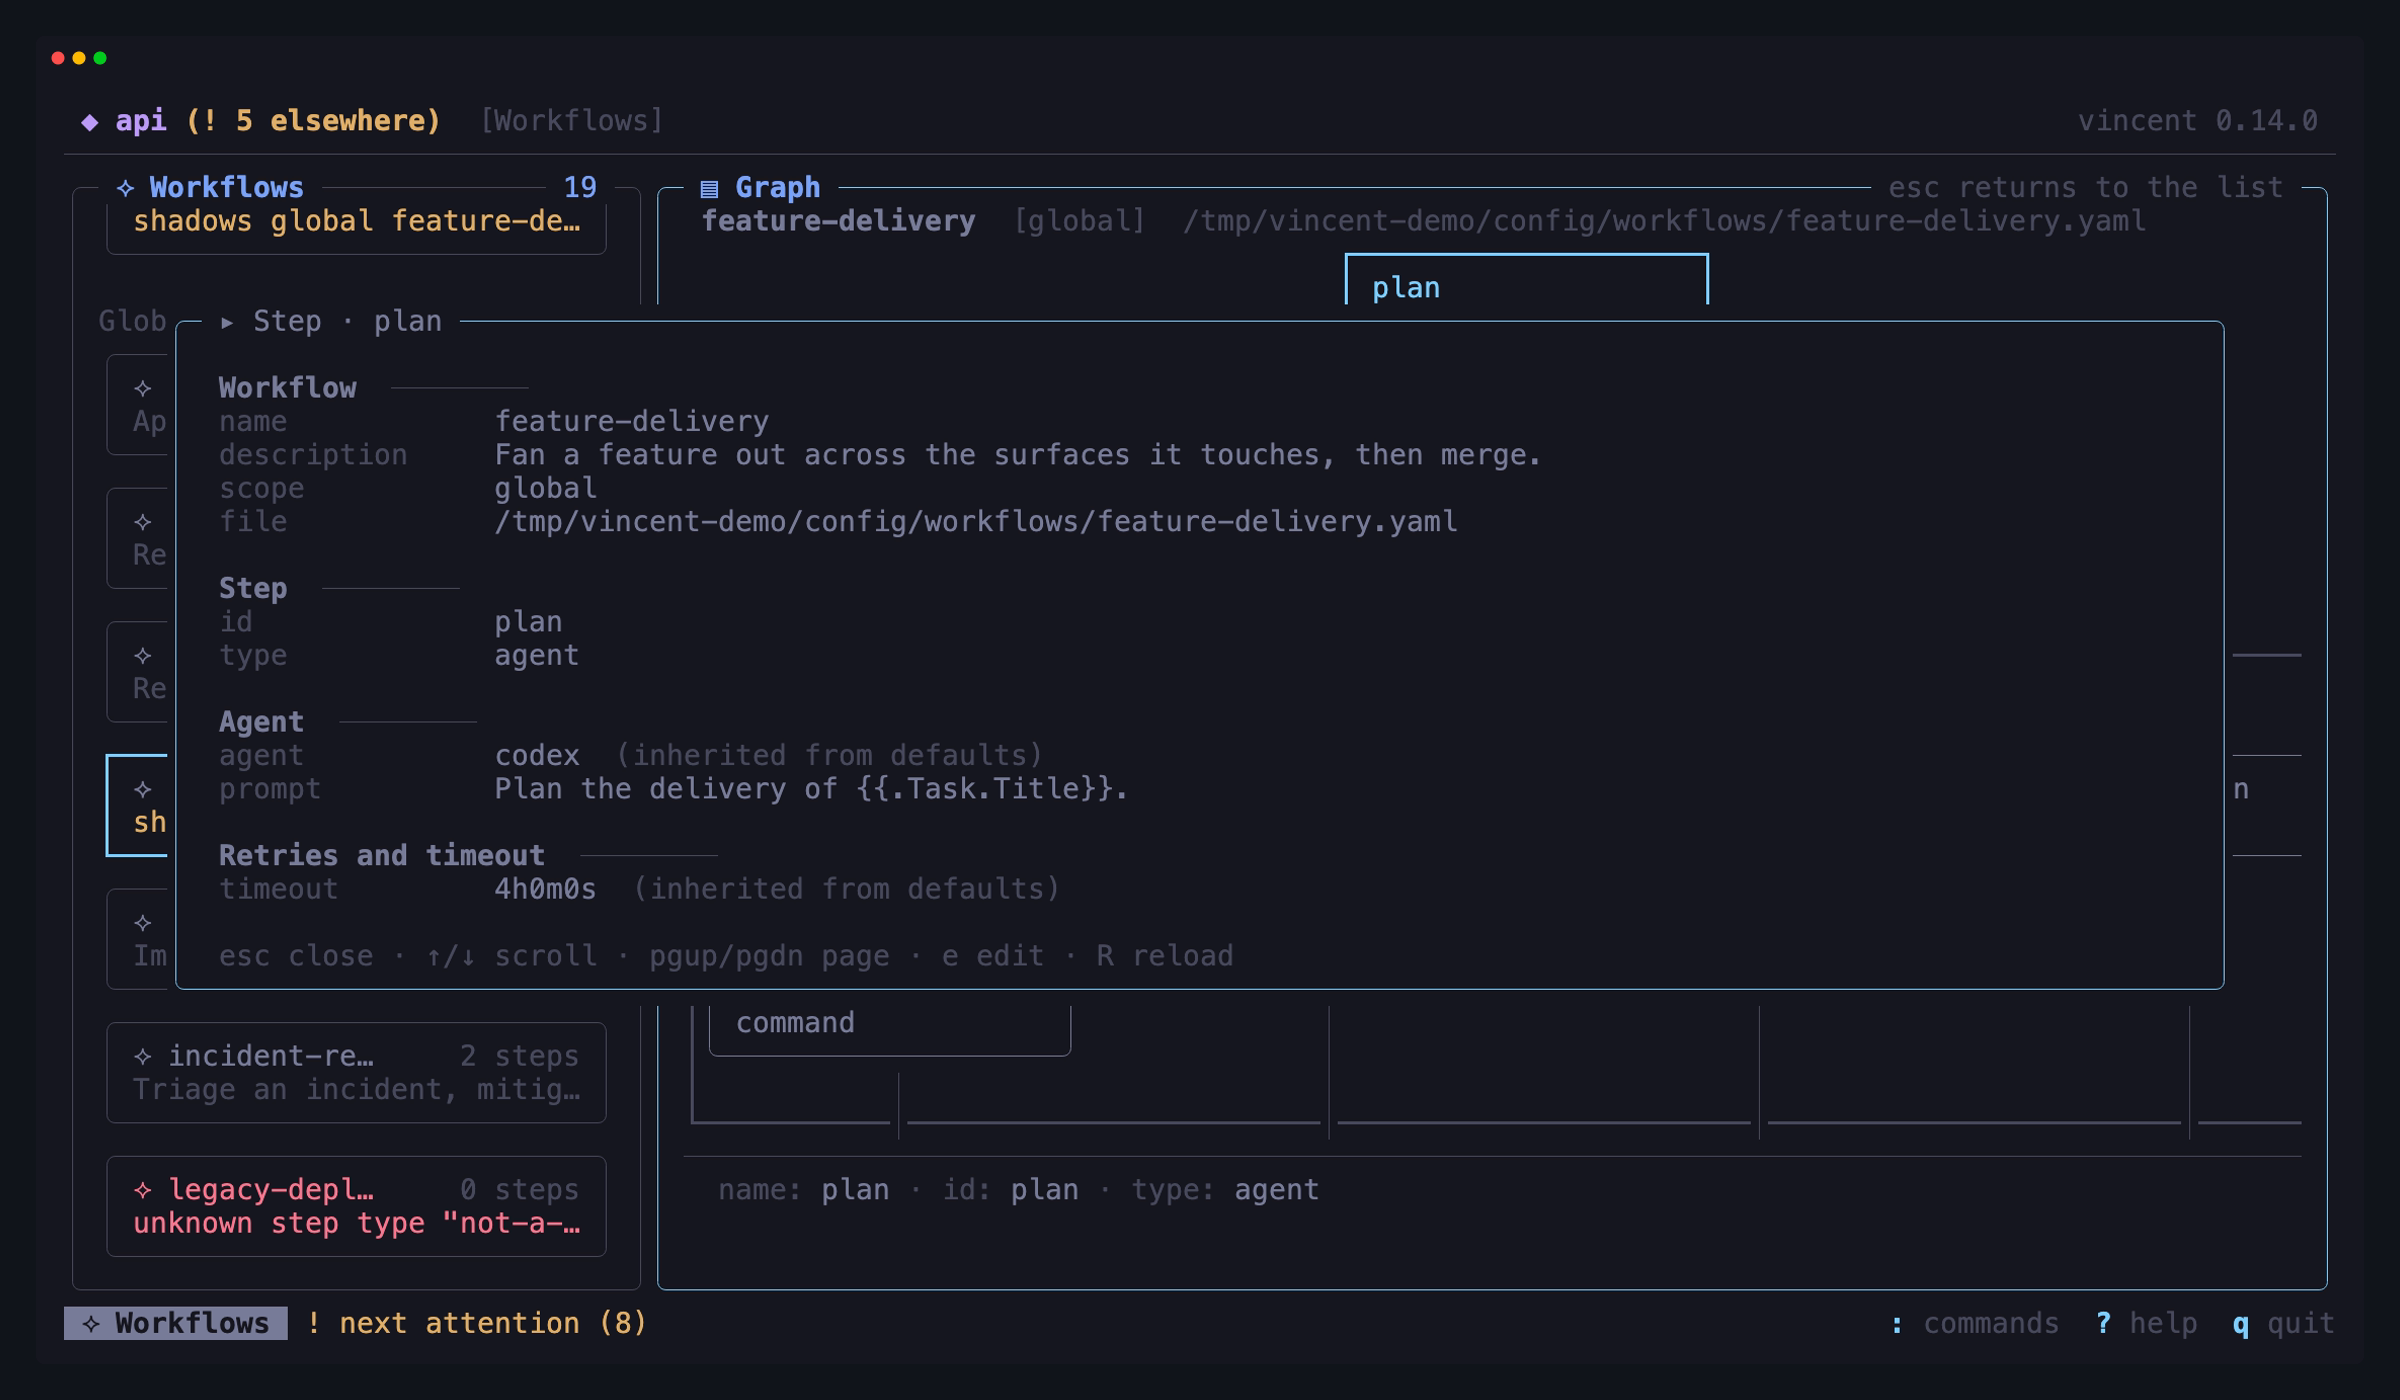 ◆ api (! 5 elsewhere) [Workflows] vincent 0.14.0
✧ Workflows 19
shadows global feature-de…
Glob
✧
Ap
✧
Re
✧
Re
✧
sh
✧
Im
✧ incident-re… 2 steps
Triage an incident, mitig…
✧ legacy-depl… 0 steps
unknown step type "not-a-…
▤ Graph esc returns to the list
feature-delivery [global] /tmp/vincent-demo/config/workflows/feature-delivery.yaml
plan
▸ Step · plan
Workflow
name feature-delivery
description Fan a feature out across the surfaces it touches, then merge.
scope global
file /tmp/vincent-demo/config/workflows/feature-delivery.yaml
Step
id plan
type agent
Agent
agent codex (inherited from defaults)
prompt Plan the delivery of {{.Task.Title}}.
Retries and timeout
timeout 4h0m0s (inherited from defaults)
esc close · ↑/↓ scroll · pgup/pgdn page · e edit · R reload
n
command
name: plan · id: plan · type: agent
✧ Workflows ! next attention (8) : commands ? help q quit